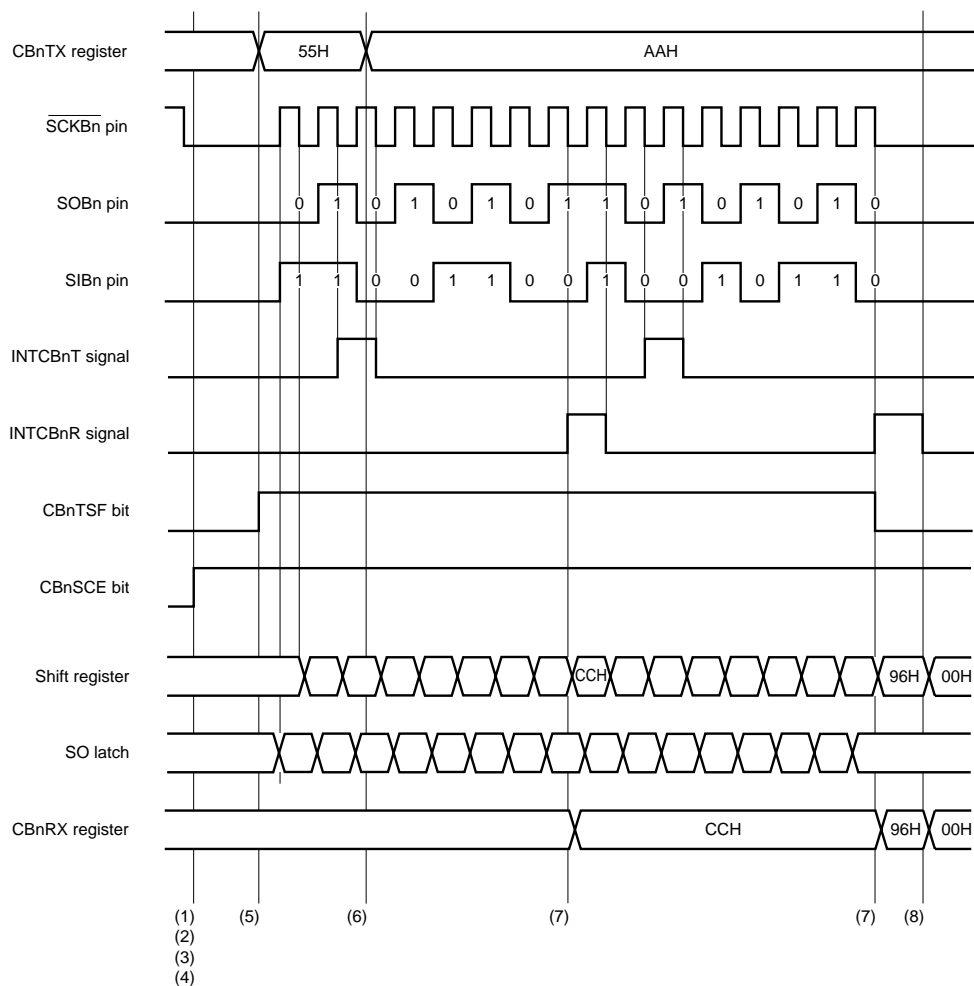 CBnTX register 55H AAH
SCKBn pin
SOBn pin 0 1 0 1 0 1 0 1 1 0 1 0 1 0 1 0
SIBn pin 1 1 0 0 1 1 0 0 1 0 0 1 0 1 1 0
INTCBnT signal
INTCBnR signal
CBnTSF bit
CBnSCE bit
Shift register CCH 96H 00H
SO latch
CBnRX register CCH 96H 00H
(1) (5) (6) (7) (7) (8)
(2)
(3)
(4)